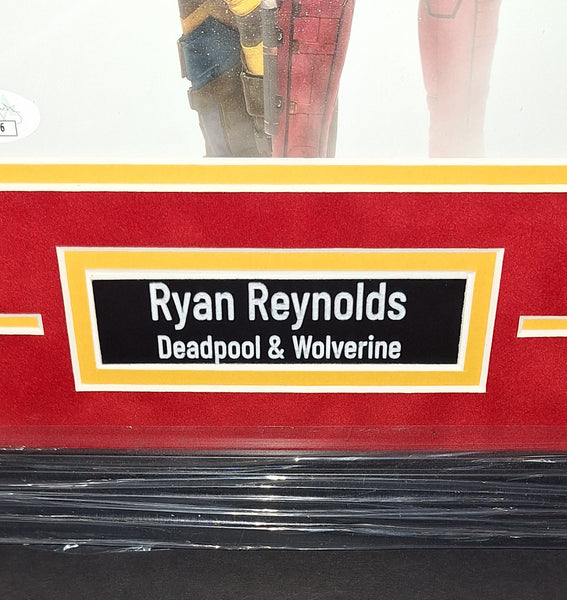 Ryan Reynolds
Deadpool & Wolverine